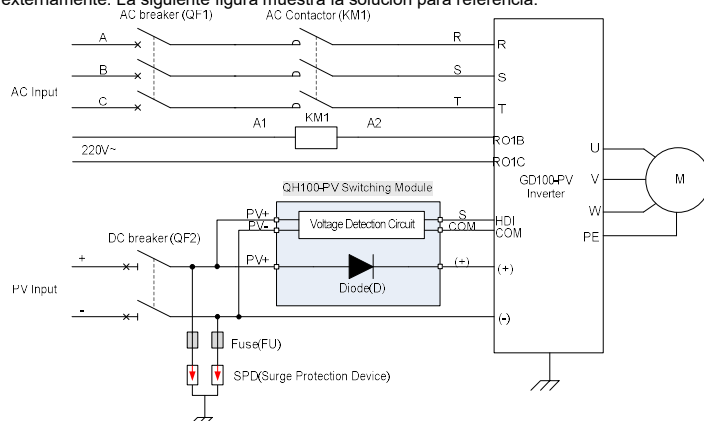 externamente. La siguiente figura muestra la solución para referencia.
AC breaker (QF1)
AC Contactor (KM1)
A
R
R
B
S
S
AC Input
C
T
T
A1
KM1
A2
RO1B
220V~
RO1C
U
V
W
PE
M
GD100-PV
Inverter
QH100-PV Switching Module
PV+
S
HDI
PV-
Voltage Detection Circuit
COM
COM
DC breaker(QF2)
+
PV+
(+)
(+)
PV Input
Diode(D)
-
(-)
Fuse(FU)
SPD(Surge Protection Device)